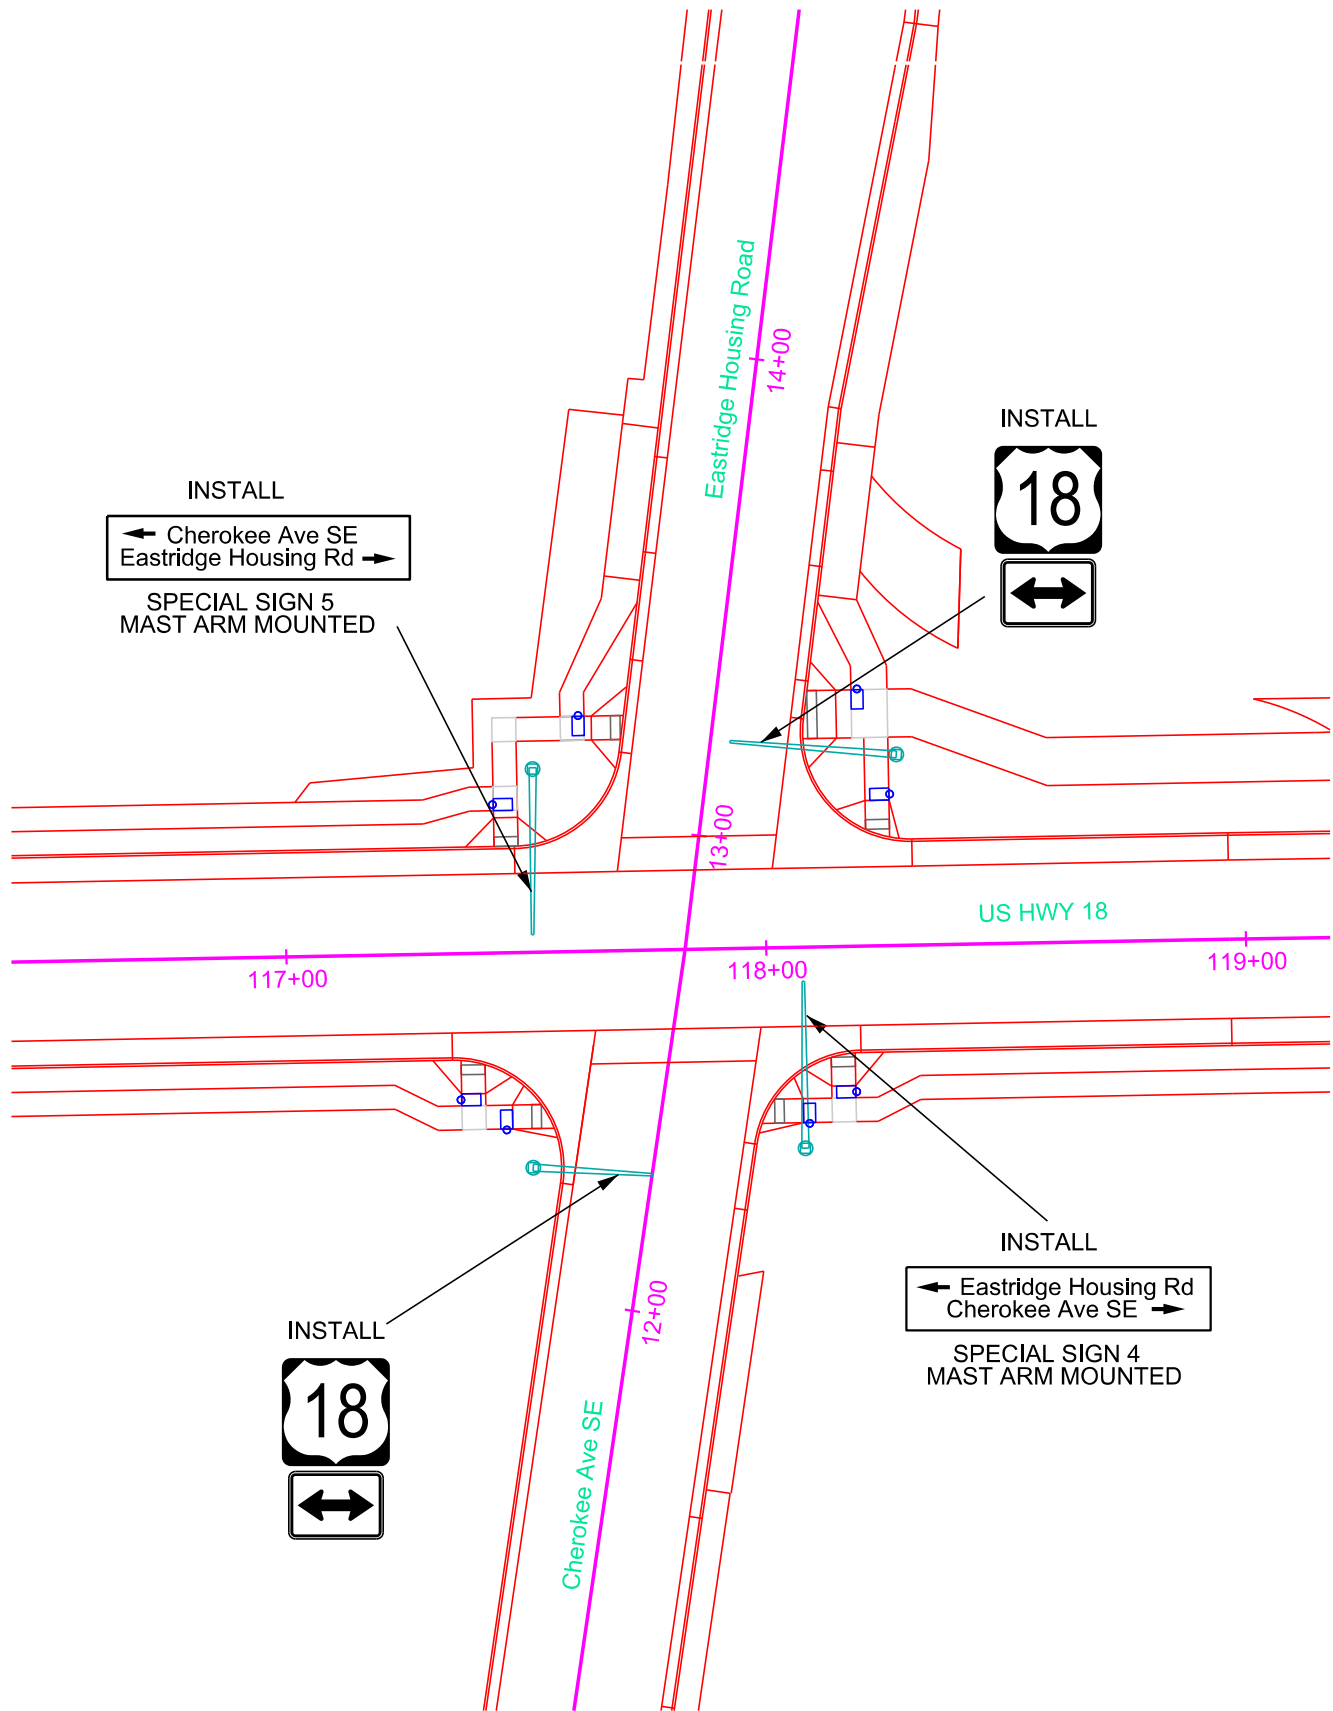 Eastridge Housing Road
14+00
INSTALL
18
INSTALL
← Cherokee Ave SE
Eastridge Housing Rd →
SPECIAL SIGN 5
MAST ARM MOUNTED
13+00
US HWY 18
117+00
118+00
119+00
INSTALL
← Eastridge Housing Rd
Cherokee Ave SE →
SPECIAL SIGN 4
MAST ARM MOUNTED
12+00
INSTALL
18
Cherokee Ave SE